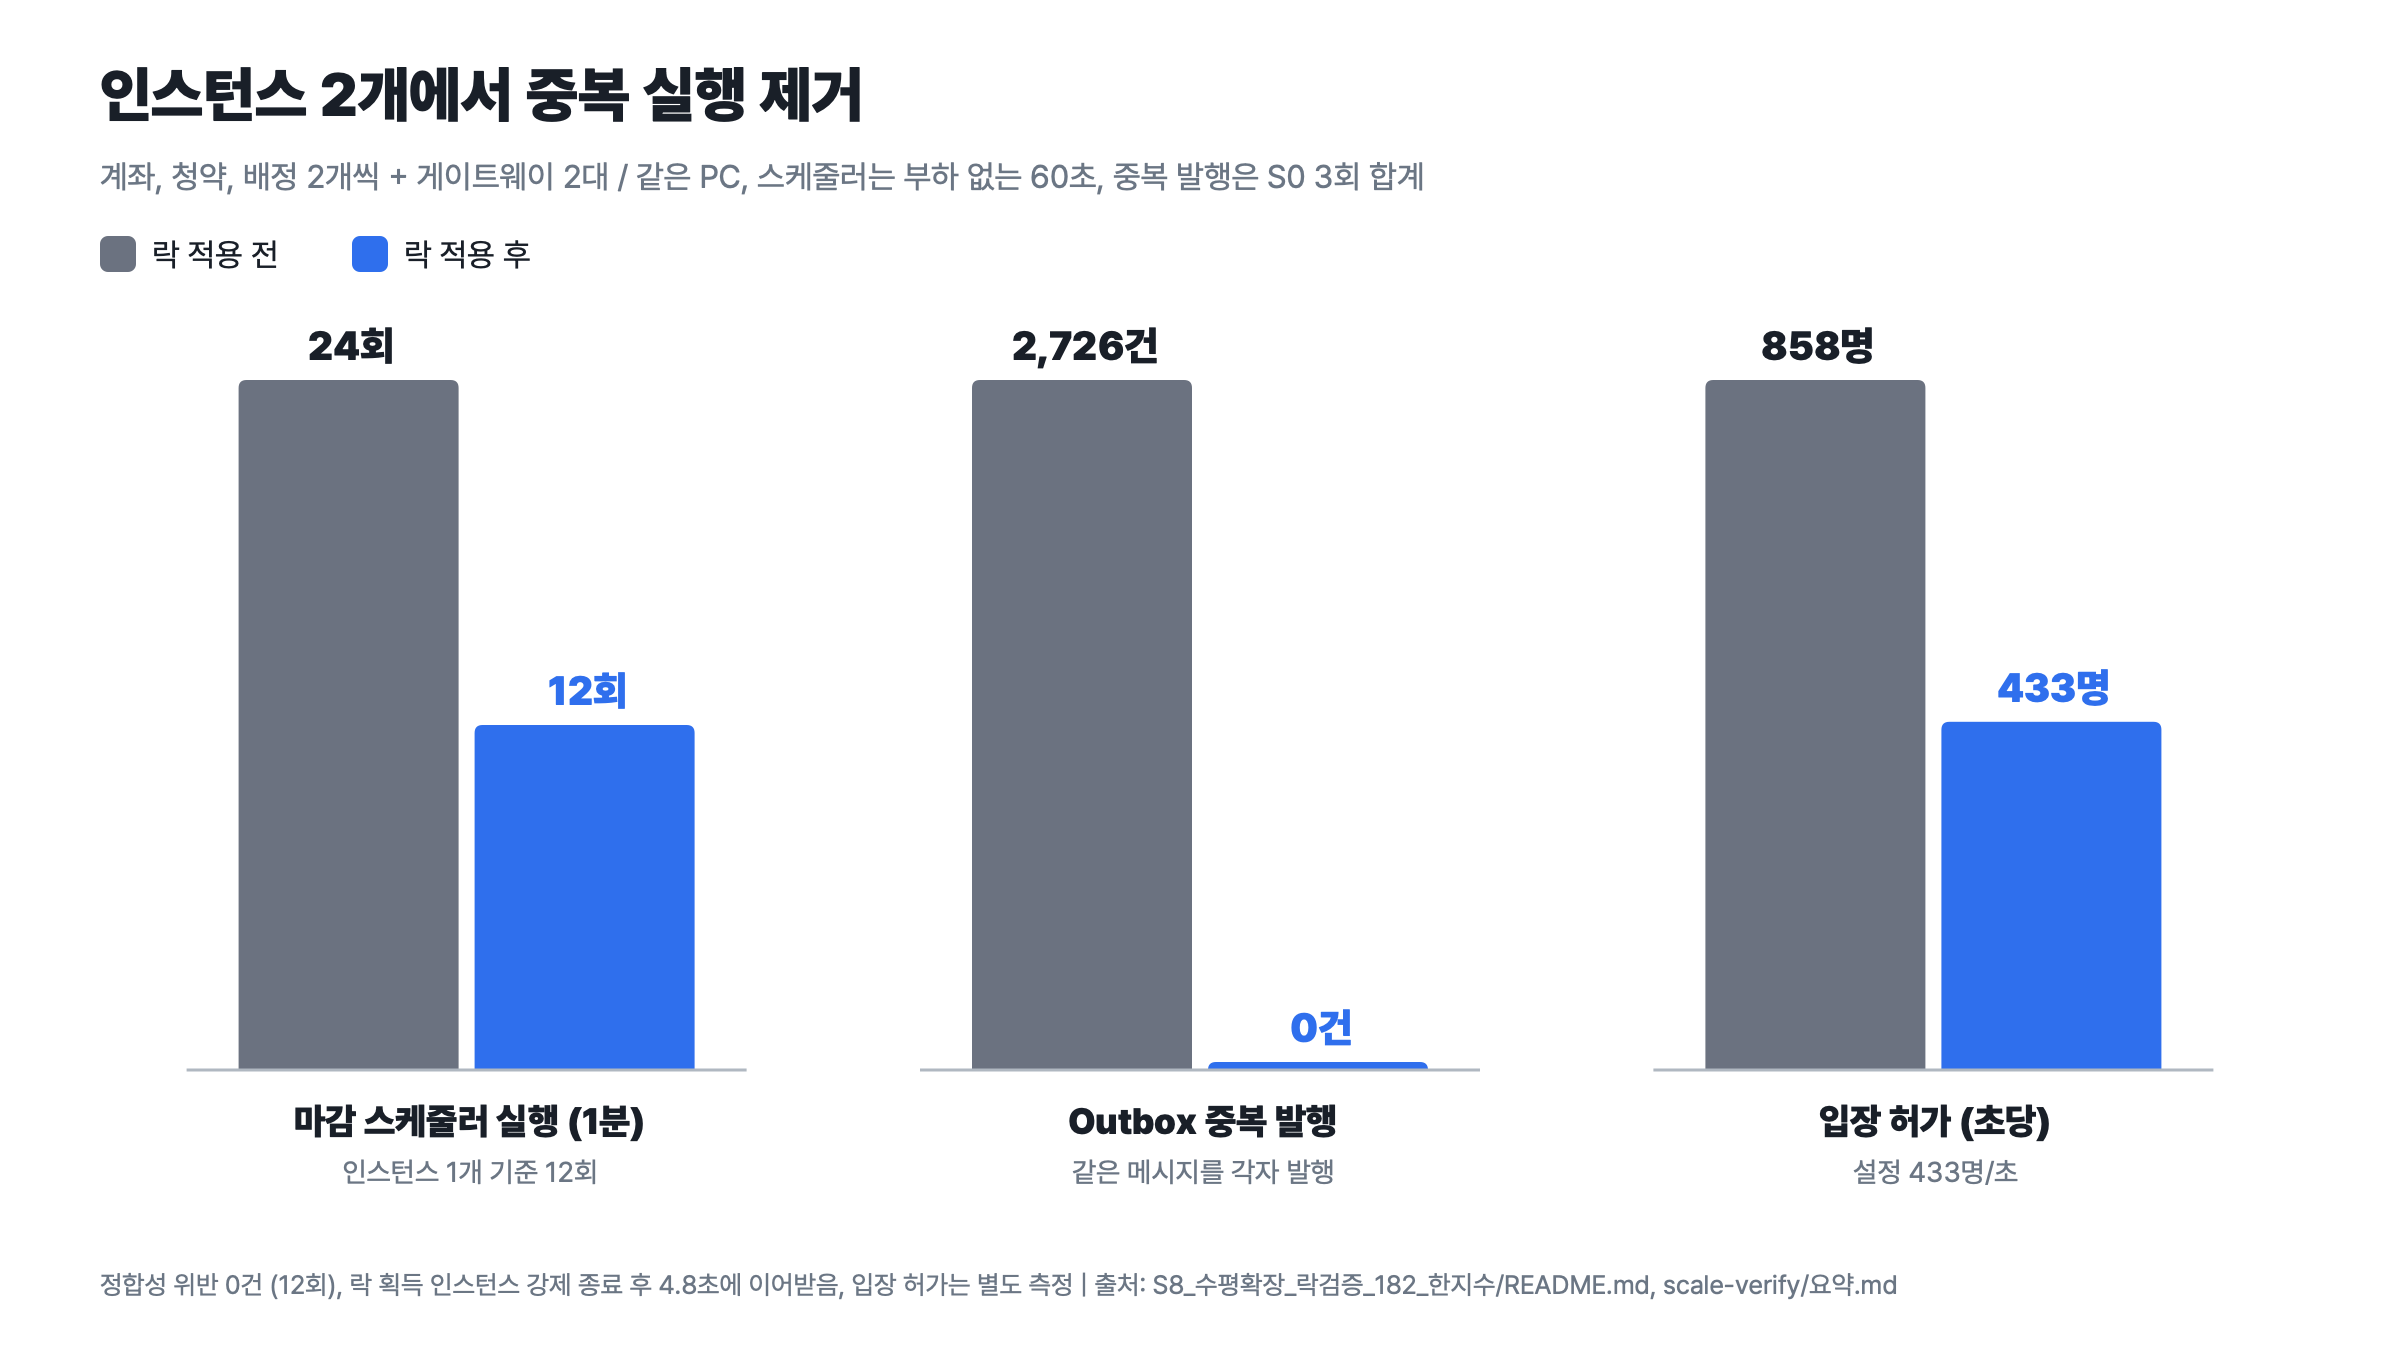 인스턴스 2개에서 중복 실행 제거
계좌, 청약, 배정 2개씩 + 게이트웨이 2대 / 같은 PC, 스케줄러는 부하 없는 60초, 중복 발행은 S0 3회 합계
락 적용 전
락 적용 후
24회
12회
마감 스케줄러 실행 (1분)
인스턴스 1개 기준 12회
2,726건
0건
Outbox 중복 발행
같은 메시지를 각자 발행
858명
433명
입장 허가 (초당)
설정 433명/초
정합성 위반 0건 (12회), 락 획득 인스턴스 강제 종료 후 4.8초에 이어받음, 입장 허가는 별도 측정 | 출처: S8_수평확장_락검증_182_한지수/README.md, scale-verify/요약.md